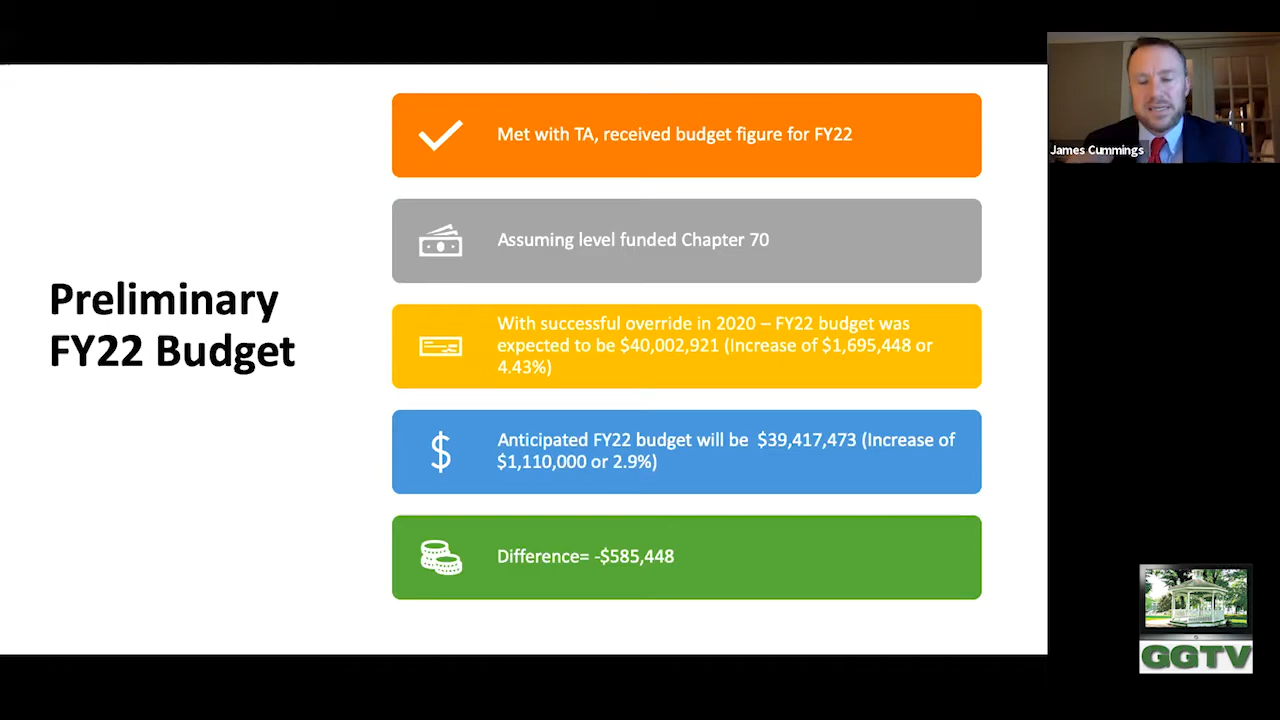 Preliminary
FY22 Budget
Met with TA, received budget figure for FY22
Assuming level funded Chapter 70
With successful override in 2020 – FY22 budget was
expected to be $40,002,921 (Increase of $1,695,448 or
4.43%)
$
Anticipated FY22 budget will be  $39,417,473 (Increase of
$1,110,000 or 2.9%)
Difference= -$585,448
James Cummings
GGTV